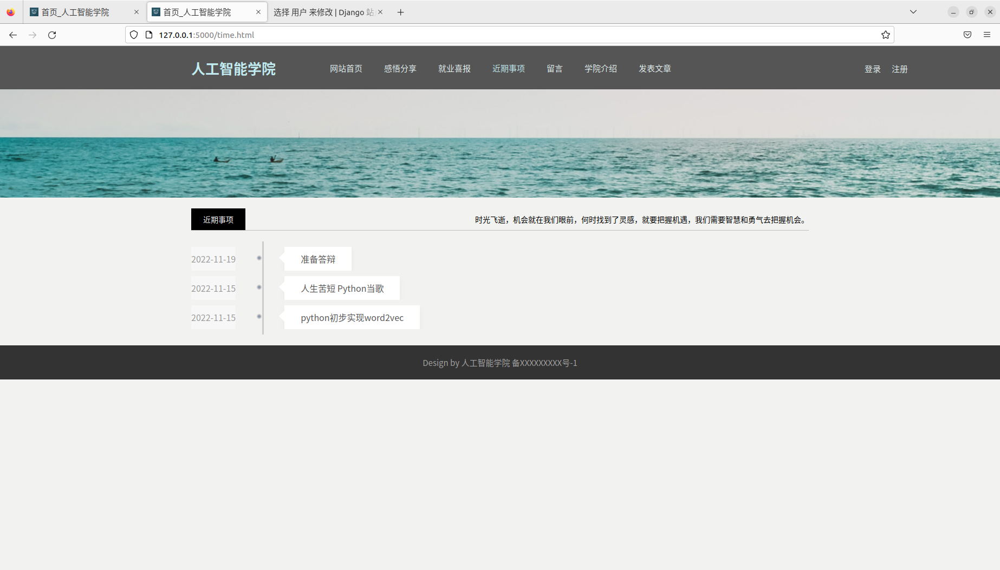 首页_人工智能学院
首页_人工智能学院
选择 用户 来修改 | Django 站
127.0.0.1:5000/time.html
人工智能学院
网站首页 感悟分享 就业喜报 近期事项 留言 学院介绍 发表文章
登录 注册
近期事项
时光飞逝，机会就在我们眼前，何时找到了灵感，就要把握机遇，我们需要智慧和勇气去把握机会。
2022-11-19 准备答辩
2022-11-15 人生苦短 Python当歌
2022-11-15 python初步实现word2vec
Design by 人工智能学院 备XXXXXXXXX号-1